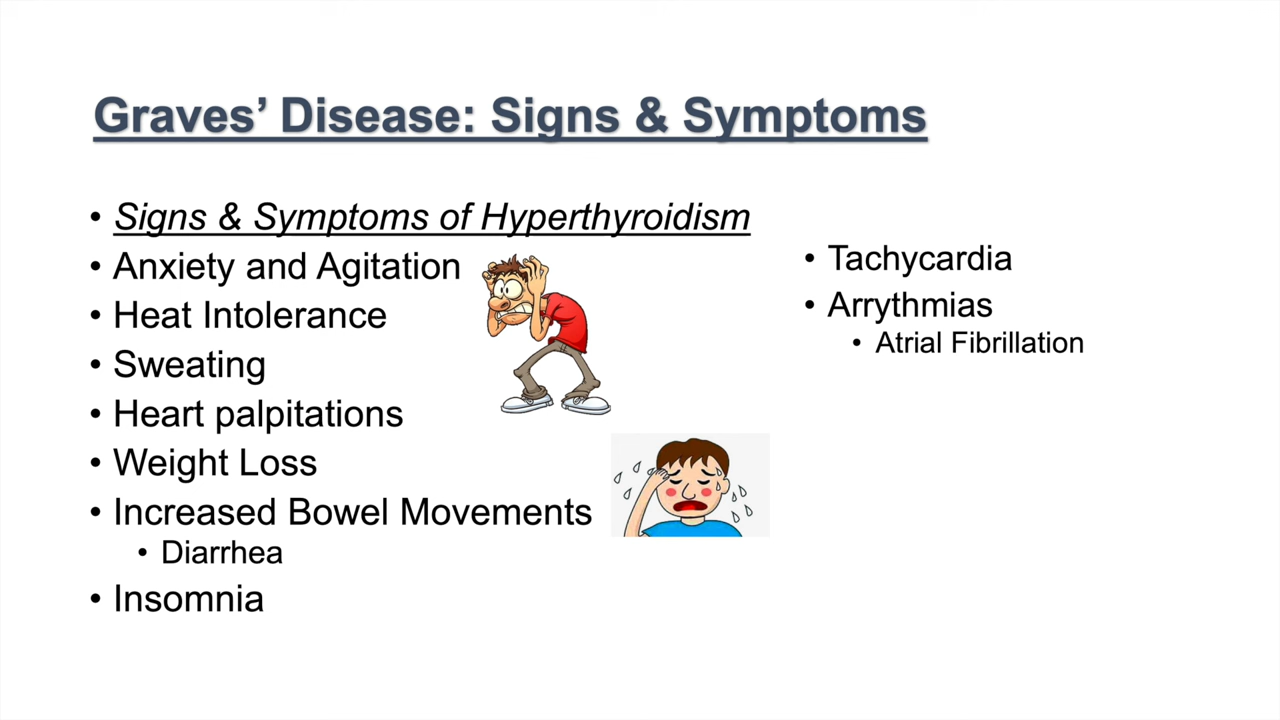 Graves’ Disease: Signs & Symptoms
• Signs & Symptoms of Hyperthyroidism
• Anxiety and Agitation
• Heat Intolerance
• Sweating
• Heart palpitations
• Weight Loss
• Increased Bowel Movements
• Diarrhea
• Insomnia
• Tachycardia
• Arrythmias
• Atrial Fibrillation